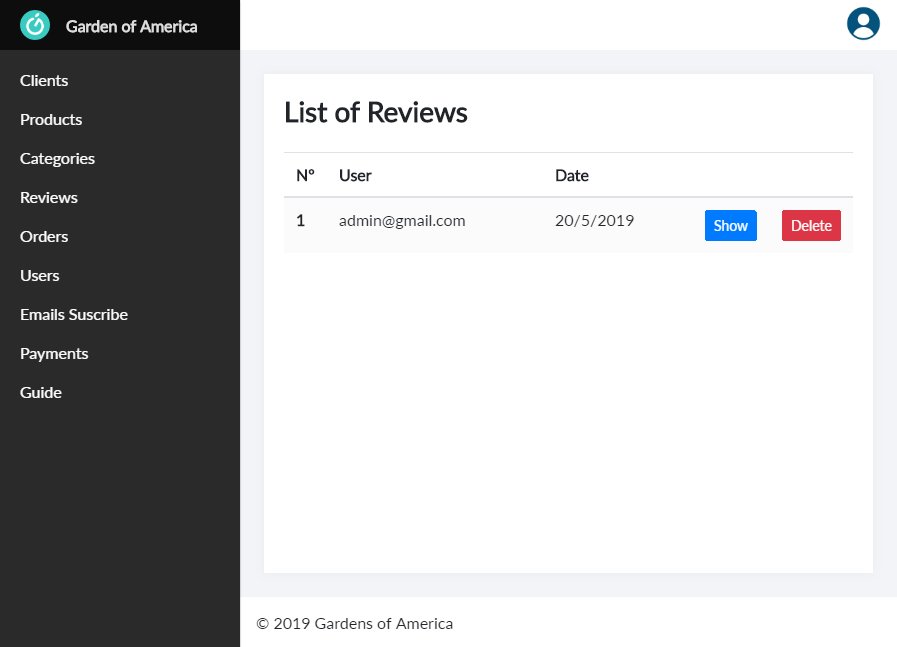 Garden of America
Clients
Products
Categories
Reviews
Orders
Users
Emails Suscribe
Payments
Guide
List of Reviews
Nº User Date
1 admin@gmail.com 20/5/2019 Show Delete
© 2019 Gardens of America